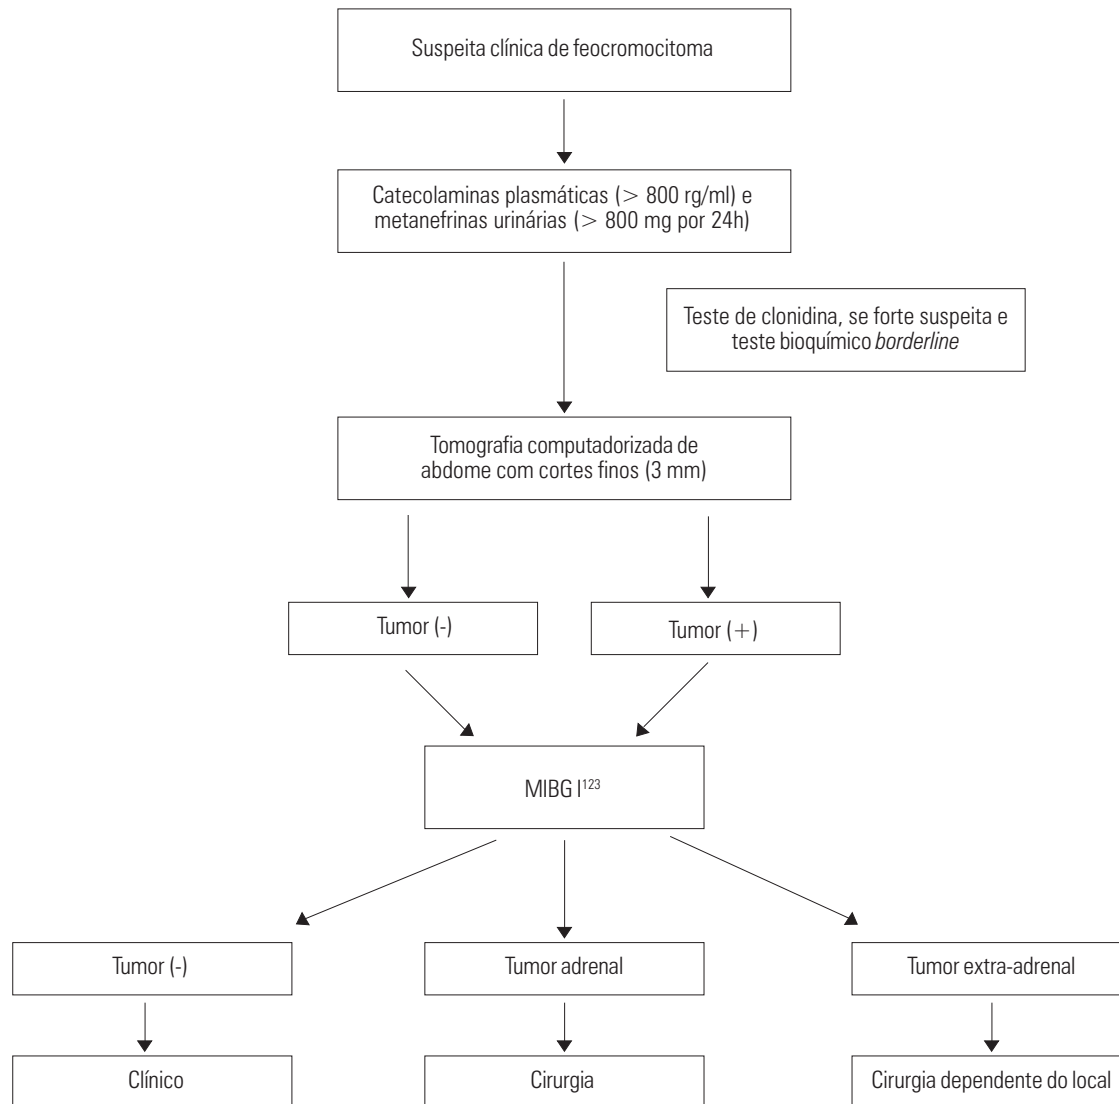 Suspeita clínica de feocromocitoma
Catecolaminas plasmáticas (> 800 rg/ml) e
metanefrinas urinárias (> 800 mg por 24h)
Teste de clonidina, se forte suspeita e
teste bioquímico borderline
Tomografia computadorizada de
abdome com cortes finos (3 mm)
Tumor (-)
Tumor (+)
MIBG I¹²³
Tumor (-)
Tumor adrenal
Tumor extra-adrenal
Clínico
Cirurgia
Cirurgia dependente do local